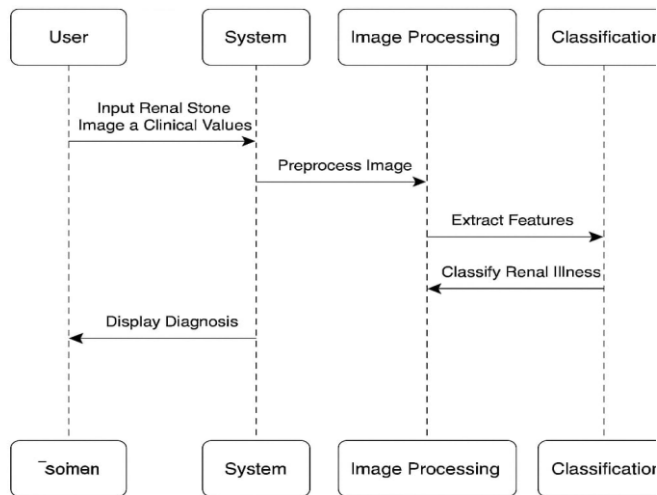 User
System
Image Processing
Classification
Input Renal Stone
Image a Clinical Values
Preprocess Image
Extract Features
Classify Renal Illness
Display Diagnosis
¯somen
System
Image Processing
Classification